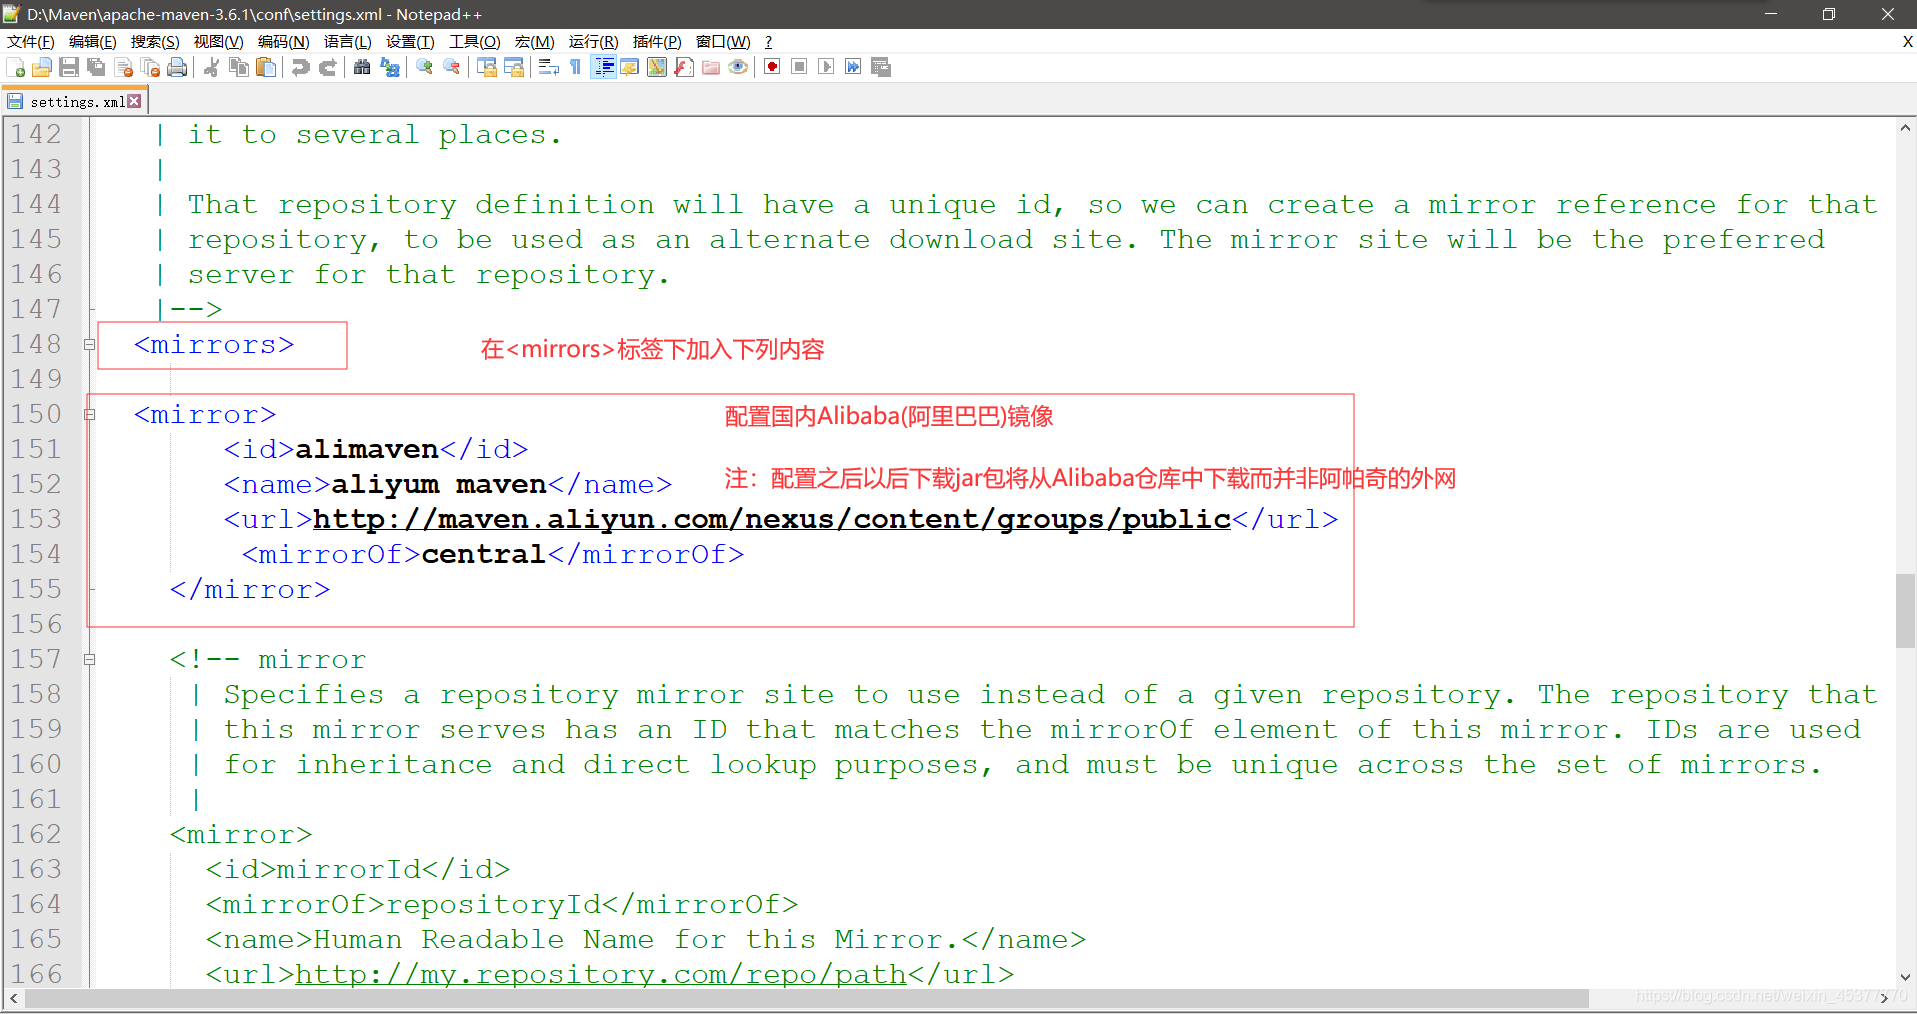 D:\Maven\apache-maven-3.6.1\conf\settings.xml - Notepad++
文件(F) 编辑(E) 搜索(S) 视图(V) 编码(N) 语言(L) 设置(T) 工具(O) 宏(M) 运行(R) 插件(P) 窗口(W) ? X
settings.xml
142 | it to several places.
143 |
144 | That repository definition will have a unique id, so we can create a mirror reference for that
145 | repository, to be used as an alternate download site. The mirror site will be the preferred
146 | server for that repository.
147 |-->
148 <mirrors> 在<mirrors>标签下加入下列内容
149
150 <mirror> 配置国内Alibaba(阿里巴巴)镜像
151 <id>alimaven</id>
152 <name>aliyum maven</name> 注：配置之后以后下载jar包将从Alibaba仓库中下载而并非阿帕奇的外网
153 <url>http://maven.aliyun.com/nexus/content/groups/public</url>
154 <mirrorOf>central</mirrorOf>
155 </mirror>
156
157 <!-- mirror
158 | Specifies a repository mirror site to use instead of a given repository. The repository that
159 | this mirror serves has an ID that matches the mirrorOf element of this mirror. IDs are used
160 | for inheritance and direct lookup purposes, and must be unique across the set of mirrors.
161 |
162 <mirror>
163 <id>mirrorId</id>
164 <mirrorOf>repositoryId</mirrorOf>
165 <name>Human Readable Name for this Mirror.</name>
166 <url>http://my.repository.com/repo/path</url>